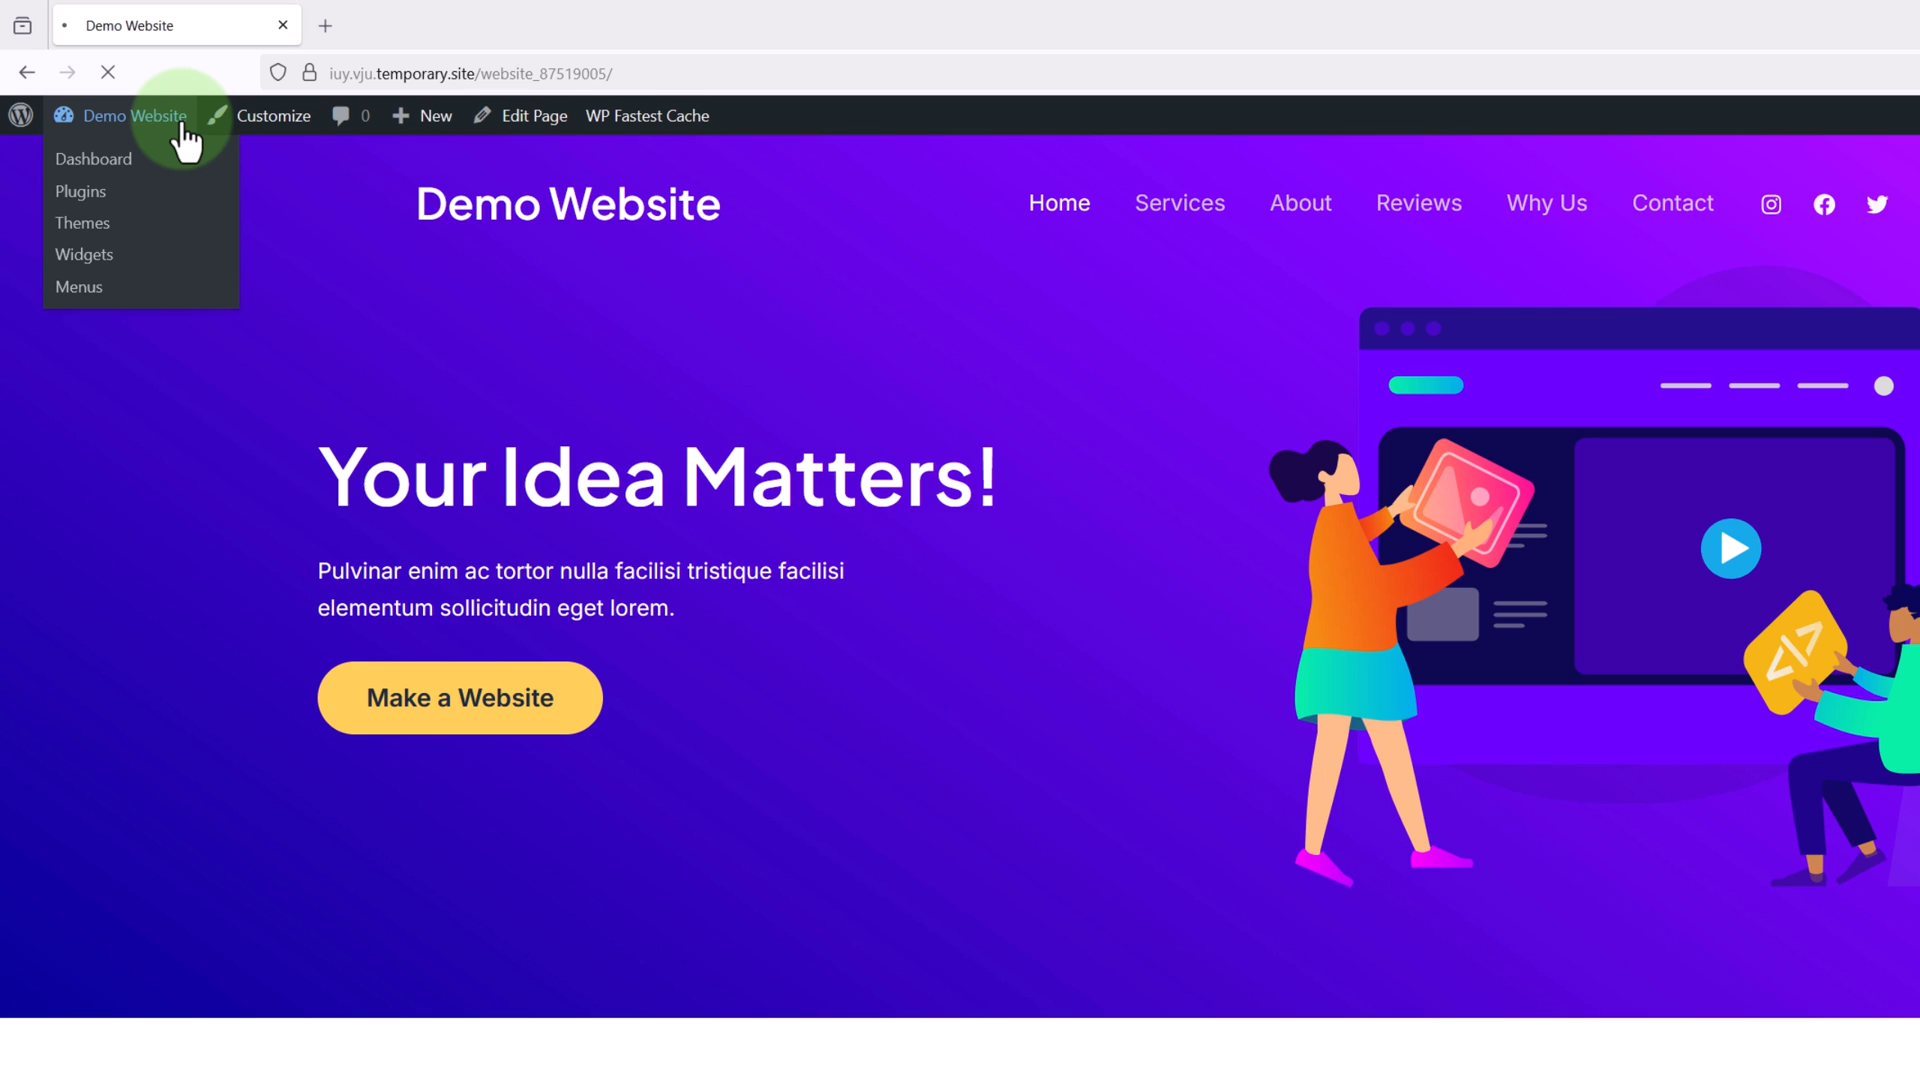 Demo Website
iuy.vju.temporary.site/website_87519005/
Demo Website Customize 0 New Edit Page WP Fastest Cache
Dashboard
Plugins
Themes
Widgets
Menus
Demo Website
Home Services About Reviews Why Us Contact
Your Idea Matters!
Pulvinar enim ac tortor nulla facilisi tristique facilisi
elementum sollicitudin eget lorem.
Make a Website